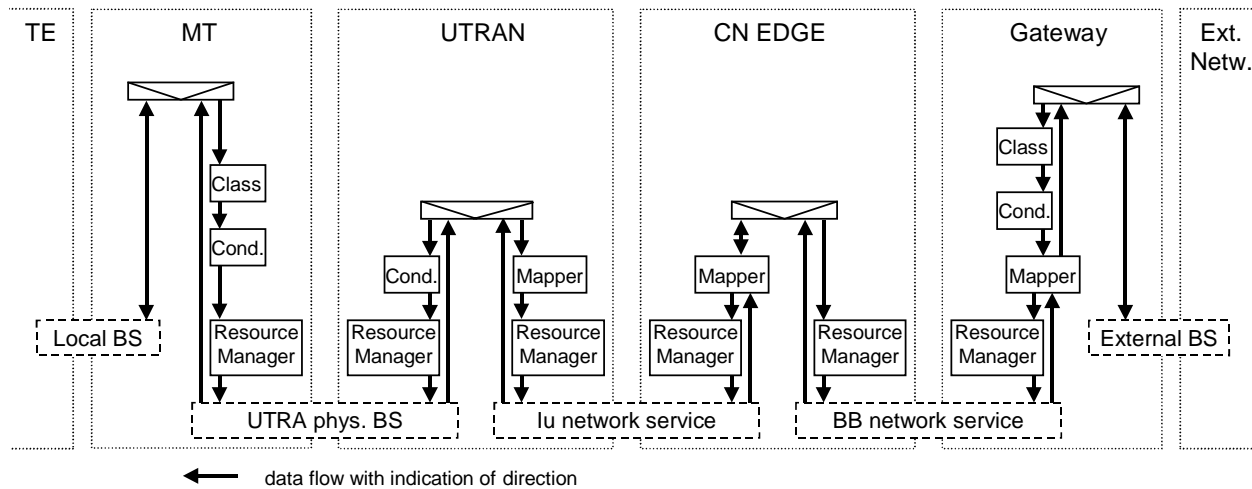 TE
MT
UTRAN
CN EDGE
Gateway
Ext.
Netw.
Class
Cond.
Class
Cond.
Cond.
Mapper
Mapper
Mapper
Local BS
Resource
Manager
Resource
Manager
Resource
Manager
Resource
Manager
Resource
Manager
Resource
Manager
External BS
UTRA phys. BS
Iu network service
BB network service
data flow with indication of direction